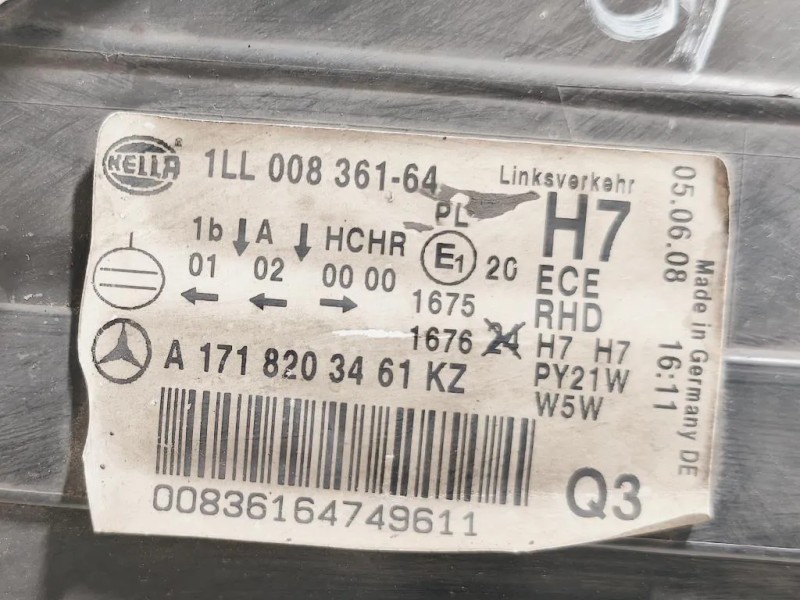 HELLA ®
1LL 008 361-64
Linksverkehr
PL
H7
1b A HCHR
E1 20
01 02 00 00
ECE
1675
RHD
1676 24 H7 H7
A 171 820 34 61 KZ
PY21W
W5W
00836164749611
Q3
05.06.08 16:11
Made in Germany DE